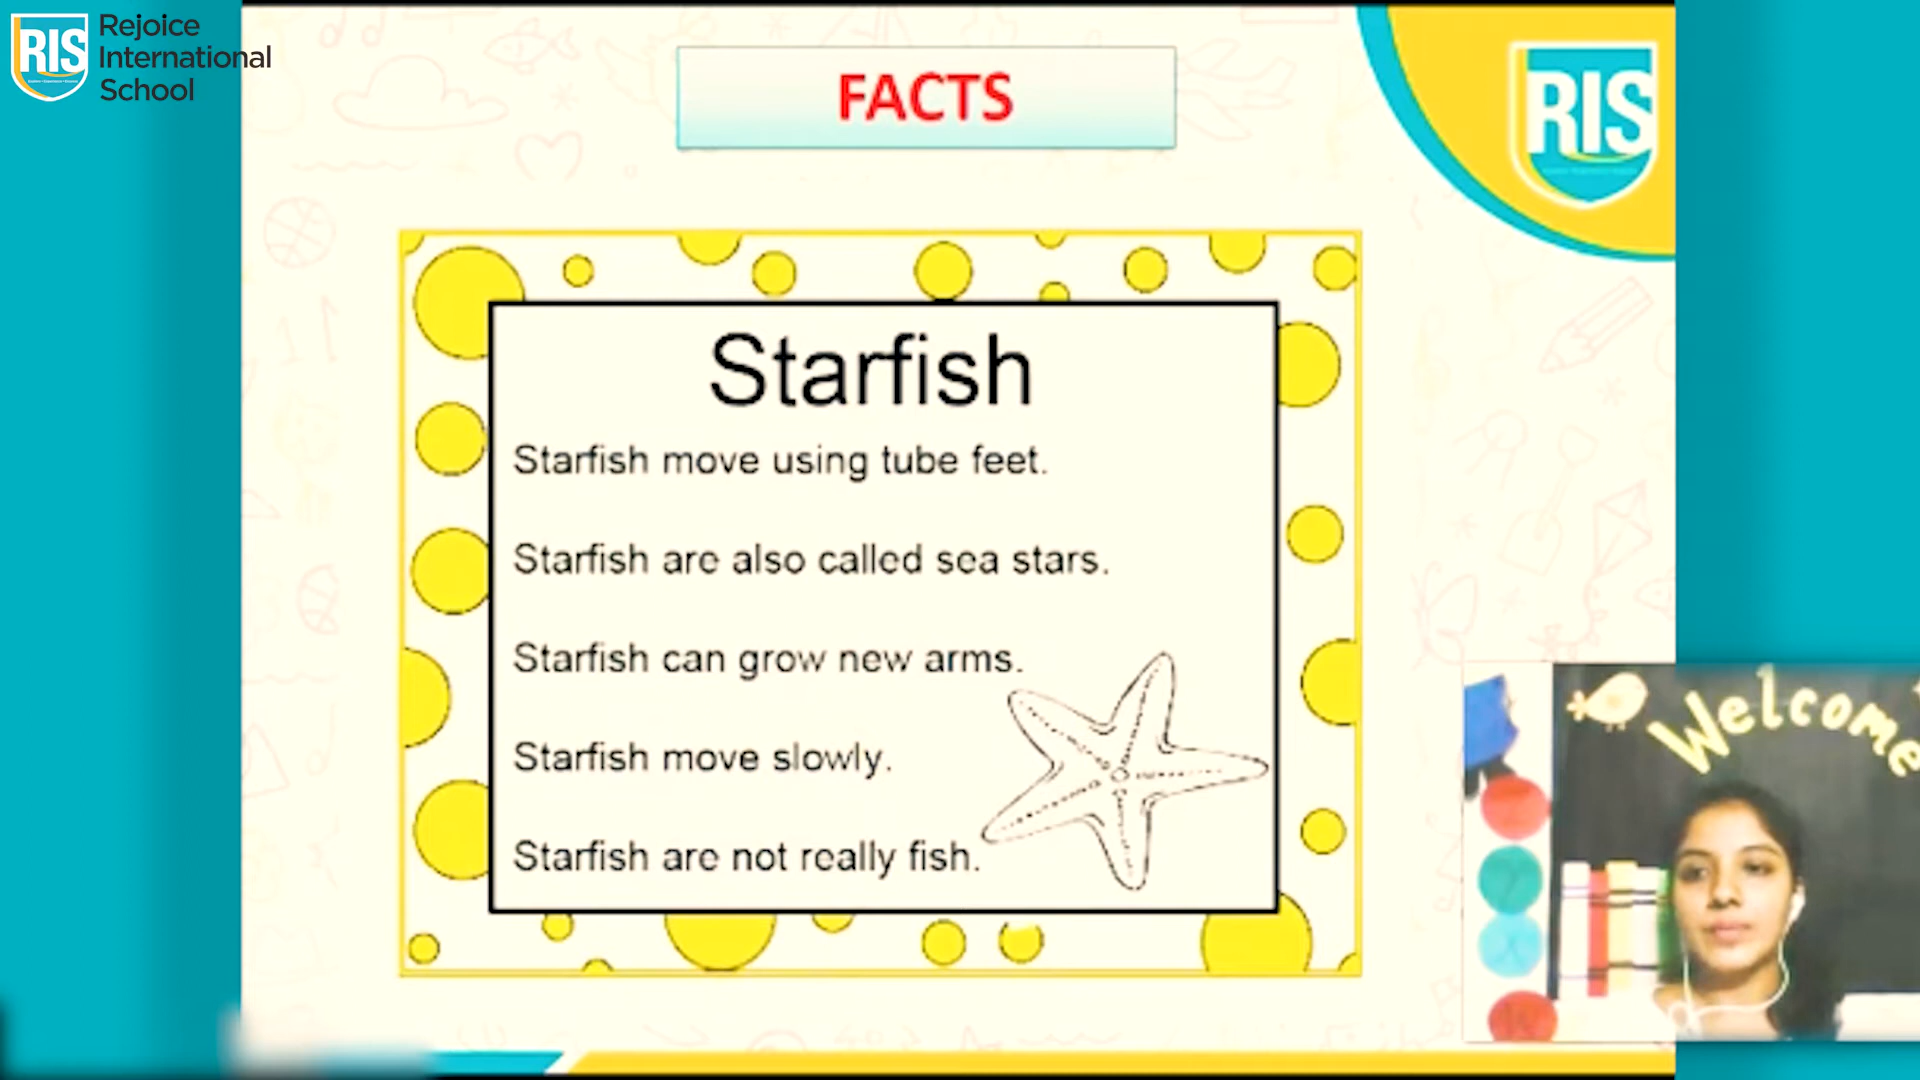 RIS
Rejoice
International
School
FACTS
RIS
Starfish
Starfish move using tube feet.
Starfish are also called sea stars.
Starfish can grow new arms.
Starfish move slowly.
Starfish are not really fish.
Welcome